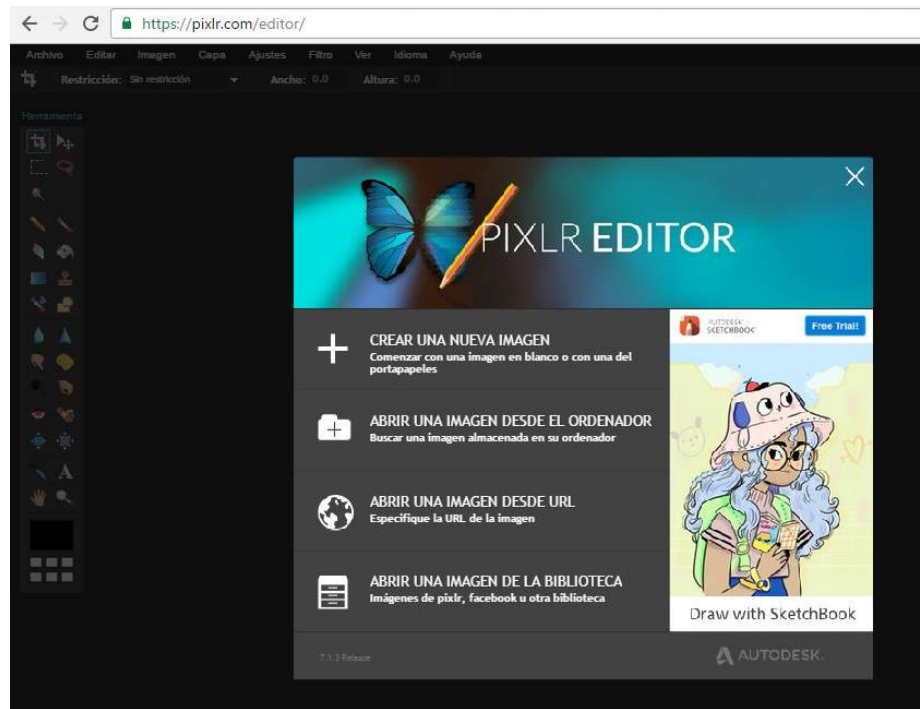 https://pixlr.com/editor/
Archivo Editar Imagen Capa Ajustes Filtro Ver Idioma Ayuda
Restricción: Sin restricción Ancho: 0.0 Altura: 0.0
Herramienta
PIXLR EDITOR
CREAR UNA NUEVA IMAGEN
Comenzar con una imagen en blanco o con una del
portapapeles
ABRIR UNA IMAGEN DESDE EL ORDENADOR
Buscar una imagen almacenada en su ordenador
ABRIR UNA IMAGEN DESDE URL
Especifique la URL de la imagen
ABRIR UNA IMAGEN DE LA BIBLIOTECA
Imágenes de pixlr, facebook u otra biblioteca
AUTODESK
SKETCHBOOK
Free Trial!
Draw with SketchBook
7.1.3 Release
AUTODESK.
A